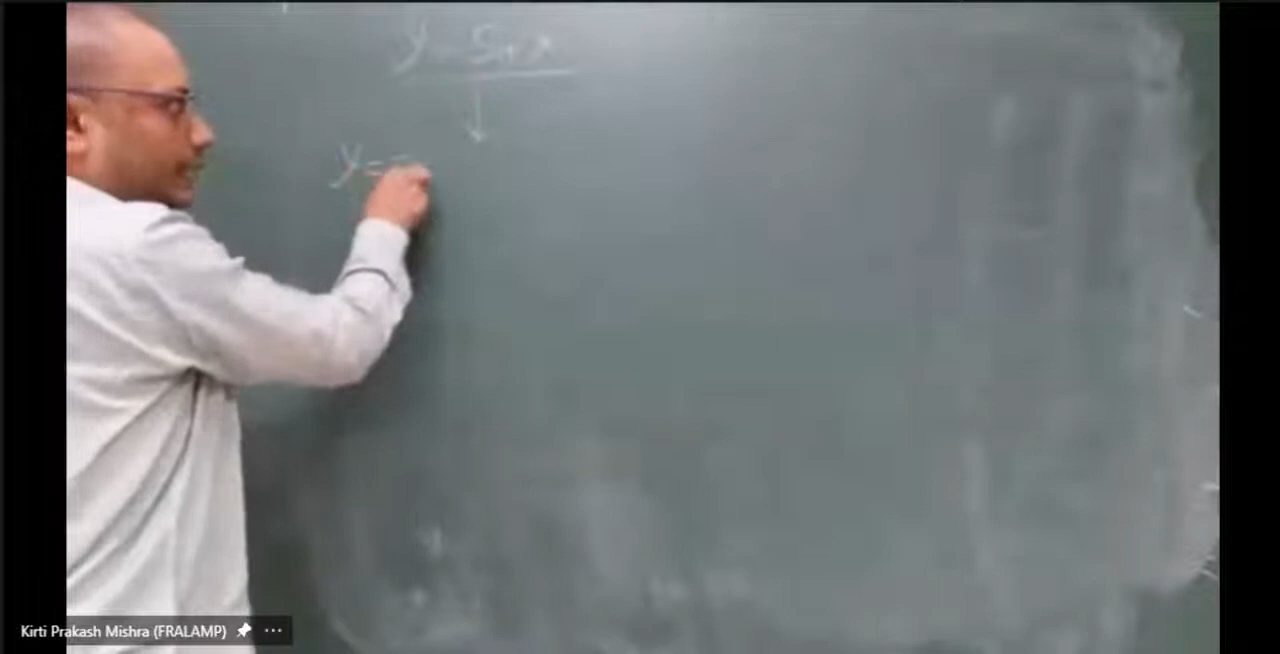 y = Sin x
y =
Kirti Prakash Mishra (FRALAMP)